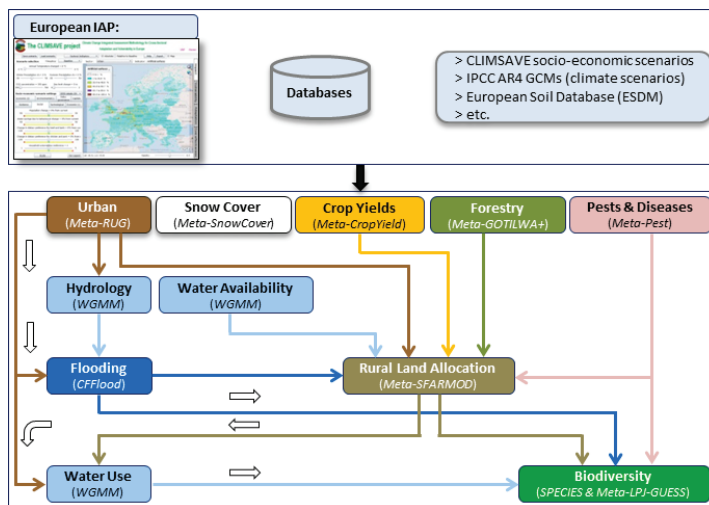 European IAP:
The CLIMSAVE project
Databases
> CLIMSAVE socio-economic scenarios
> IPCC AR4 GCMs (climate scenarios)
> European Soil Database (ESDM)
> etc.
Urban
(Meta-RUG)
Snow Cover
(Meta-SnowCover)
Crop Yields
(Meta-CropYield)
Forestry
(Meta-GOTILWA+)
Pests & Diseases
(Meta-Pest)
Hydrology
(WGMM)
Water Availability
(WGMM)
Flooding
(CFFlood)
Rural Land Allocation
(Meta-SFARMOD)
Water Use
(WGMM)
Biodiversity
(SPECIES & Meta-LPJ-GUESS)